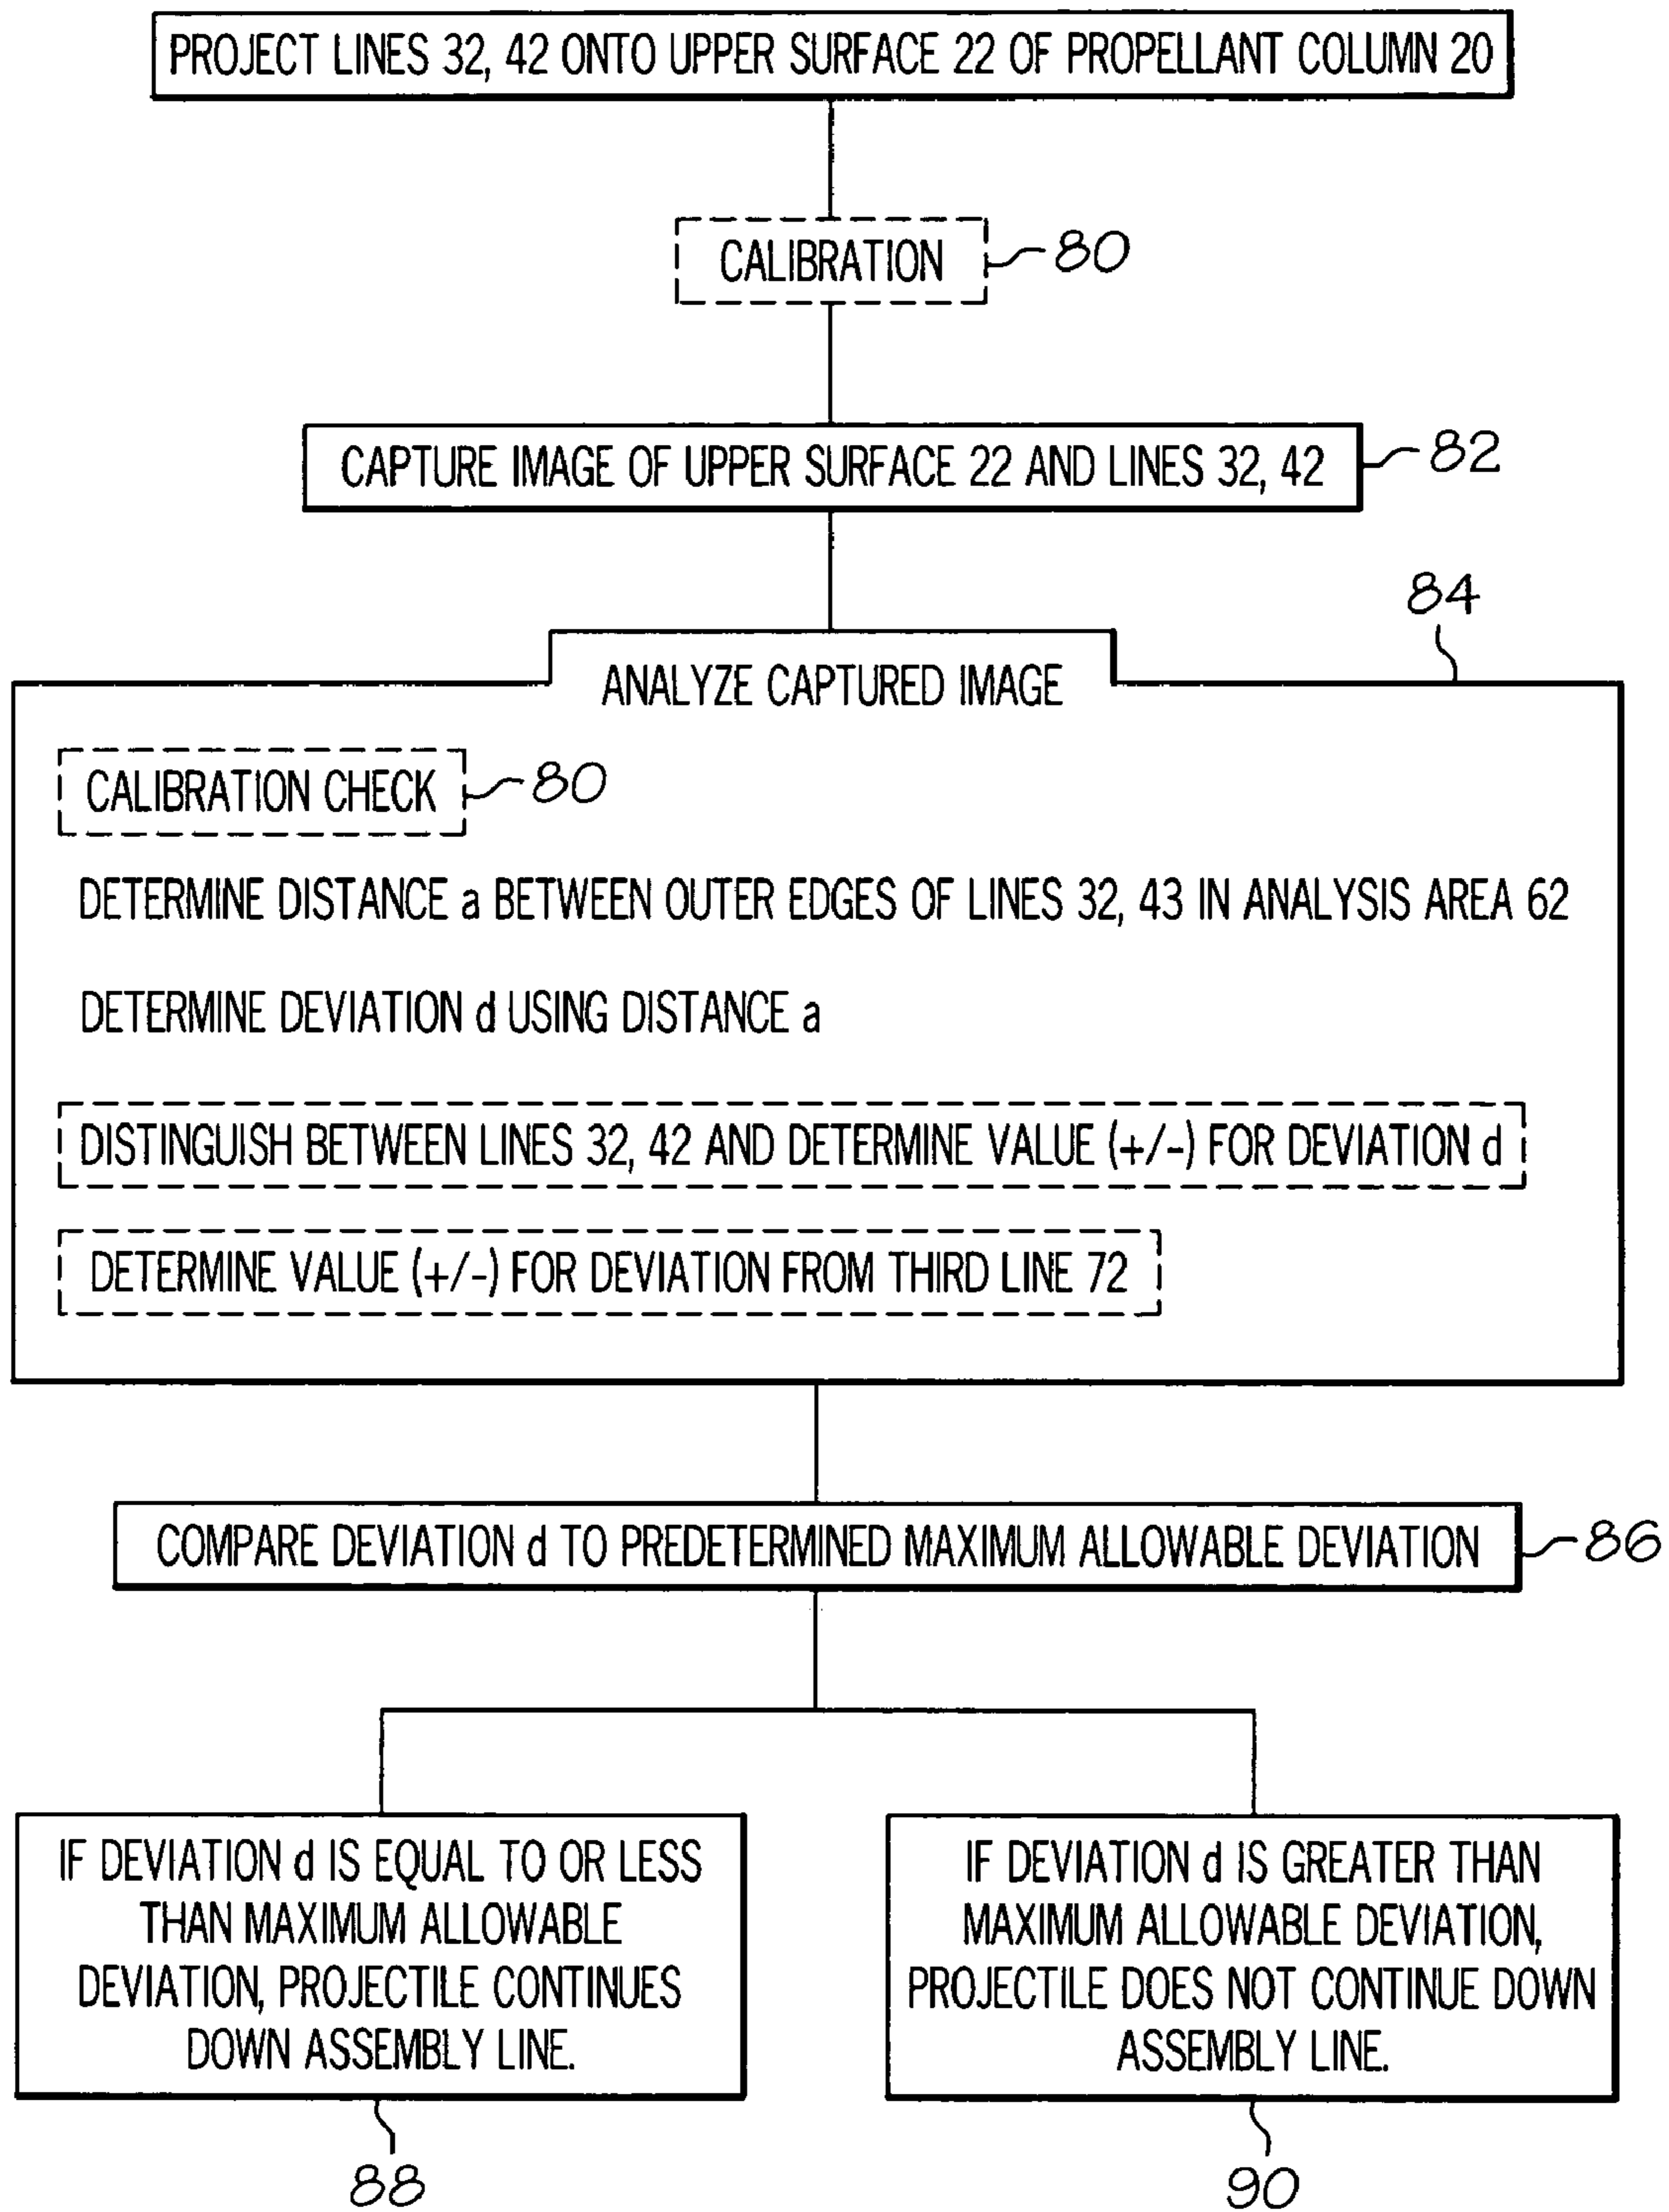 PROJECT LINES 32, 42 ONTO UPPER SURFACE 22 OF PROPELLANT COLUMN 20
CALIBRATION
80
CAPTURE IMAGE OF UPPER SURFACE 22 AND LINES 32, 42
82
84
ANALYZE CAPTURED IMAGE
CALIBRATION CHECK
80
DETERMINE DISTANCE a BETWEEN OUTER EDGES OF LINES 32, 43 IN ANALYSIS AREA 62
DETERMINE DEVIATION d USING DISTANCE a
DISTINGUISH BETWEEN LINES 32, 42 AND DETERMINE VALUE (+/-) FOR DEVIATION d
DETERMINE VALUE (+/-) FOR DEVIATION FROM THIRD LINE 72
COMPARE DEVIATION d TO PREDETERMINED MAXIMUM ALLOWABLE DEVIATION
86
IF DEVIATION d IS EQUAL TO OR LESS
THAN MAXIMUM ALLOWABLE
DEVIATION, PROJECTILE CONTINUES
DOWN ASSEMBLY LINE.
88
IF DEVIATION d IS GREATER THAN
MAXIMUM ALLOWABLE DEVIATION,
PROJECTILE DOES NOT CONTINUE DOWN
ASSEMBLY LINE.
90